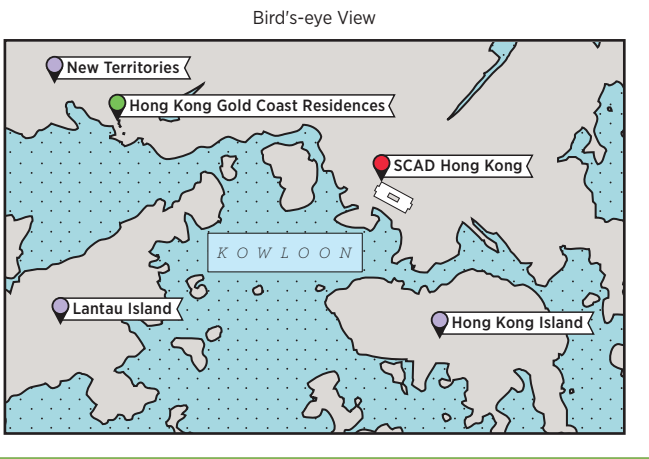 Bird's-eye View
New Territories
Hong Kong Gold Coast Residences
SCAD Hong Kong
KOWLOON
Lantau Island
Hong Kong Island